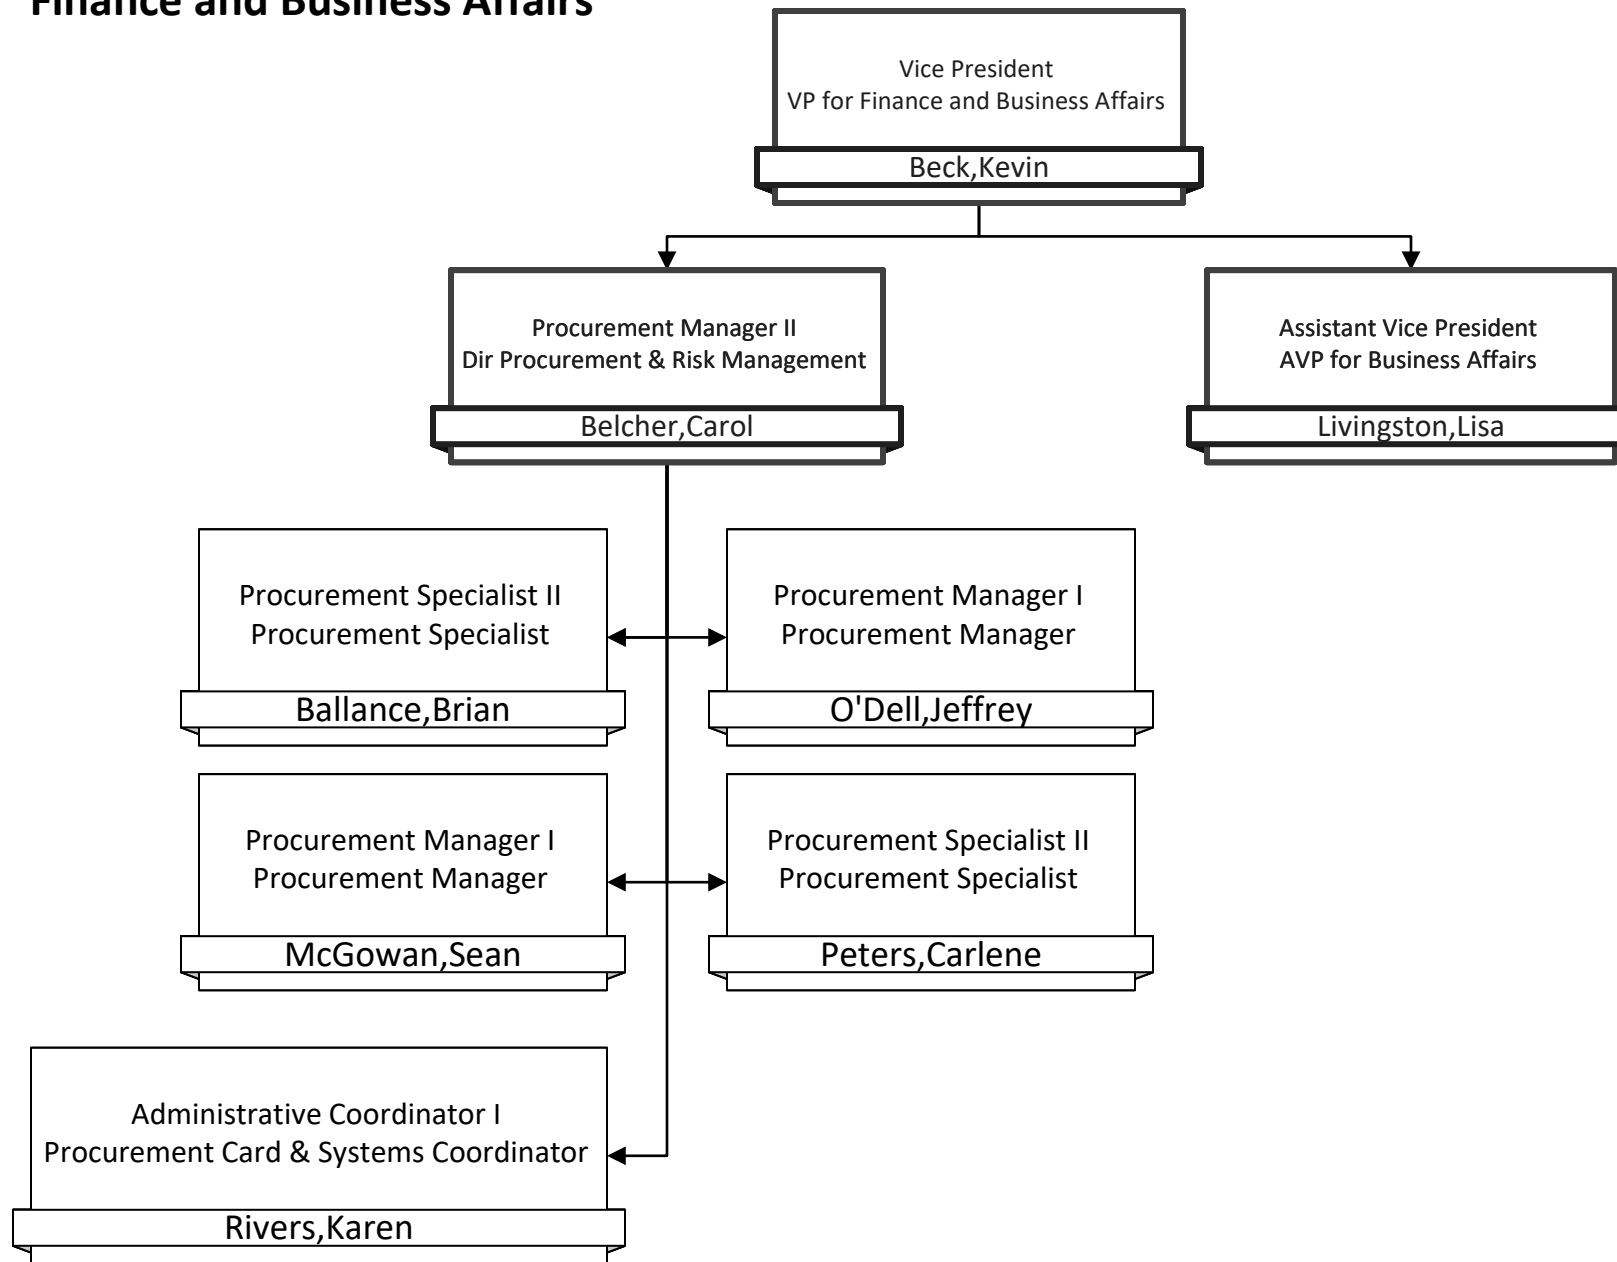 Finance and Business Affairs
Vice President
VP for Finance and Business Affairs
Beck,Kevin
Procurement Manager II
Dir Procurement & Risk Management
Belcher,Carol
Assistant Vice President
AVP for Business Affairs
Livingston,Lisa
Procurement Specialist II
Procurement Specialist
Ballance,Brian
Procurement Manager I
Procurement Manager
O'Dell,Jeffrey
Procurement Manager I
Procurement Manager
McGowan,Sean
Procurement Specialist II
Procurement Specialist
Peters,Carlene
Administrative Coordinator I
Procurement Card & Systems Coordinator
Rivers,Karen